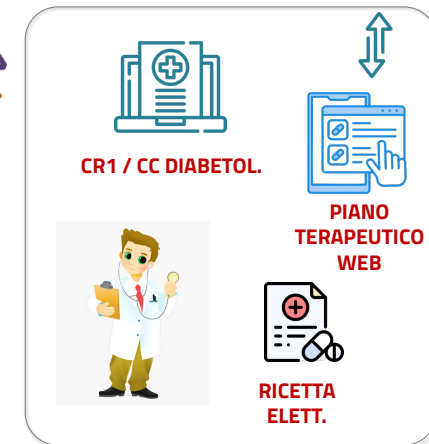 CR1 / CC DIABETOL.
PIANO
TERAPEUTICO
WEB
RICETTA
ELETT.